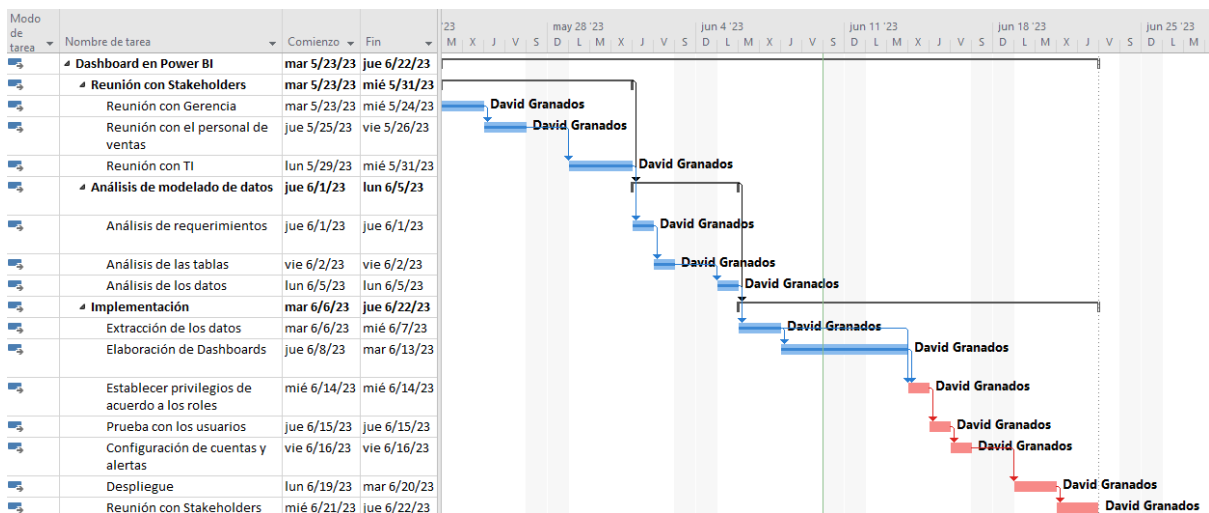 Modo de tarea Nombre de tarea Comienzo Fin
'23 may 28 '23 jun 4 '23 jun 11 '23 jun 18 '23 jun 25 '23
M X J V S D L M X J V S D L M X J V S D L M X J V S D L M X J V S D L M
Dashboard en Power BI mar 5/23/23 jue 6/22/23
Reunión con Stakeholders mar 5/23/23 mié 5/31/23
Reunión con Gerencia mar 5/23/23 mié 5/24/23 David Granados
Reunión con el personal de jue 5/25/23 vie 5/26/23 David Granados
ventas
Reunión con TI lun 5/29/23 mié 5/31/23 David Granados
Análisis de modelado de datos jue 6/1/23 lun 6/5/23
Análisis de requerimientos jue 6/1/23 jue 6/1/23 David Granados
Análisis de las tablas vie 6/2/23 vie 6/2/23 David Granados
Análisis de los datos lun 6/5/23 lun 6/5/23 David Granados
Implementación mar 6/6/23 jue 6/22/23
Extracción de los datos mar 6/6/23 mié 6/7/23 David Granados
Elaboración de Dashboards jue 6/8/23 mar 6/13/23 David Granados
Establecer privilegios de mié 6/14/23 mié 6/14/23 David Granados
acuerdo a los roles
Prueba con los usuarios jue 6/15/23 jue 6/15/23 David Granados
Configuración de cuentas y vie 6/16/23 vie 6/16/23 David Granados
alertas
Despliegue lun 6/19/23 mar 6/20/23 David Granados
Reunión con Stakeholders mié 6/21/23 jue 6/22/23 David Granados